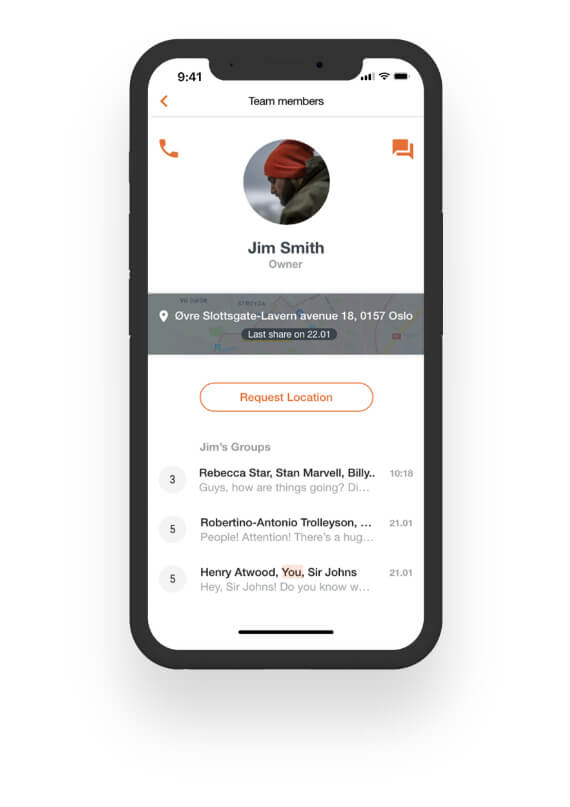 9:41
Team members
Jim Smith
Owner
Øvre Slottsgate-Lavern avenue 18, 0157 Oslo
Last share on 22.01
Request Location
Jim's Groups
3
Rebecca Star, Stan Marvell, Billy..
10:18
Guys, how are things going? Di...
5
Robertino-Antonio Trolleyson, ...
21.01
People! Attention! There's a hug...
5
Henry Atwood, You, Sir Johns
21.01
Hey, Sir Johns! Do you know w...